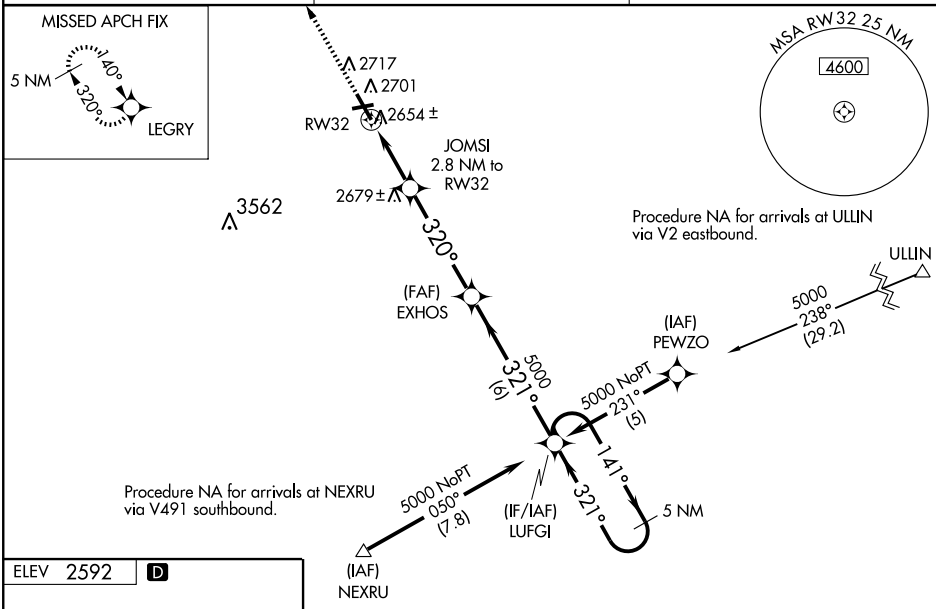 MISSED APCH FIX
5 NM
140°
320°
LEGRY
2717
2701
2654 ±
RW32
JOMSI
2.8 NM to
RW32
2679 ±
3562
320°
MSA RW32 25 NM
4600
Procedure NA for arrivals at ULLIN
via V2 eastbound.
ULLIN
5000
238°
(29.2)
(FAF)
EXHOS
(IAF)
PEWZO
5000
321°
(6)
5000 NoPT
231°
(5)
141°
321°
5 NM
(IF/IAF)
LUFGI
Procedure NA for arrivals at NEXRU
via V491 southbound.
5000 NoPT
050°
(7.8)
(IAF)
NEXRU
ELEV 2592 D